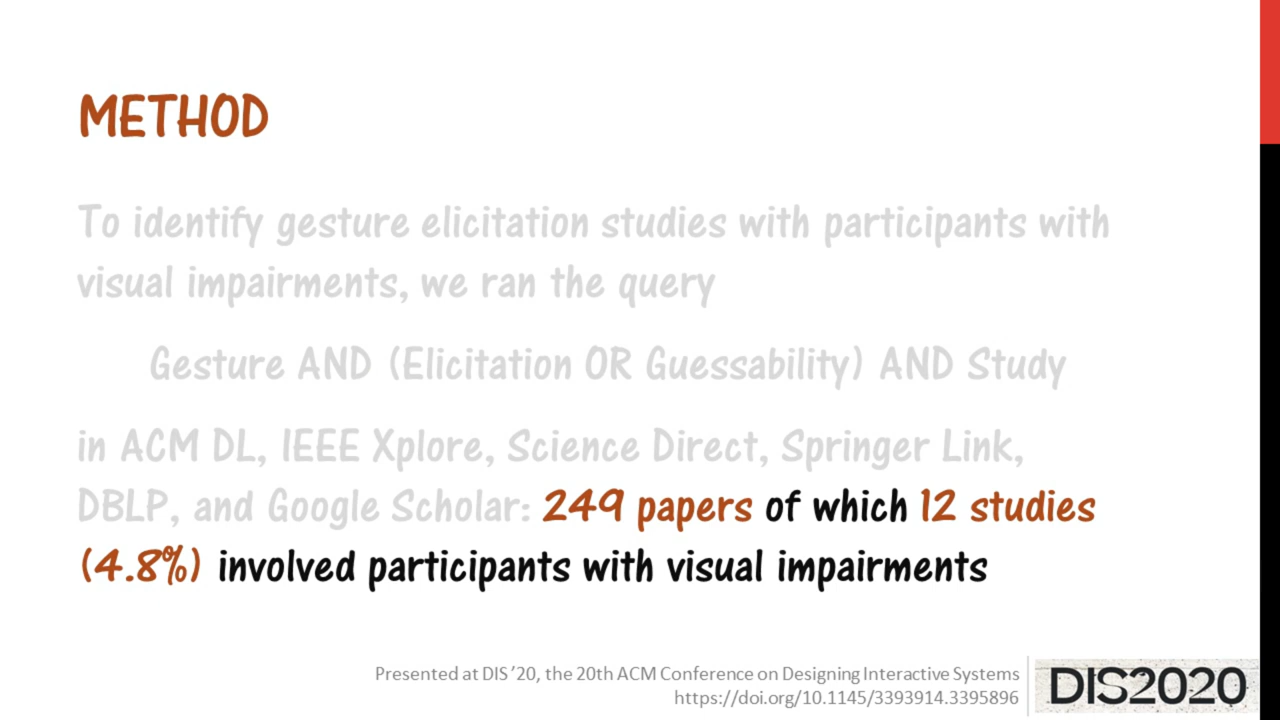 METHOD
To identify gesture elicitation studies with participants with
visual impairments, we ran the query
Gesture AND (Elicitation OR Guessability) AND Study
in ACM DL, IEEE Xplore, Science Direct, Springer Link,
DBLP, and Google Scholar: 249 papers of which 12 studies
(4.8%) involved participants with visual impairments
Presented at DIS’20, the 20th ACM Conference on Designing Interactive Systems
https://doi.org/10.1145/3393914.3395896
DIS2020